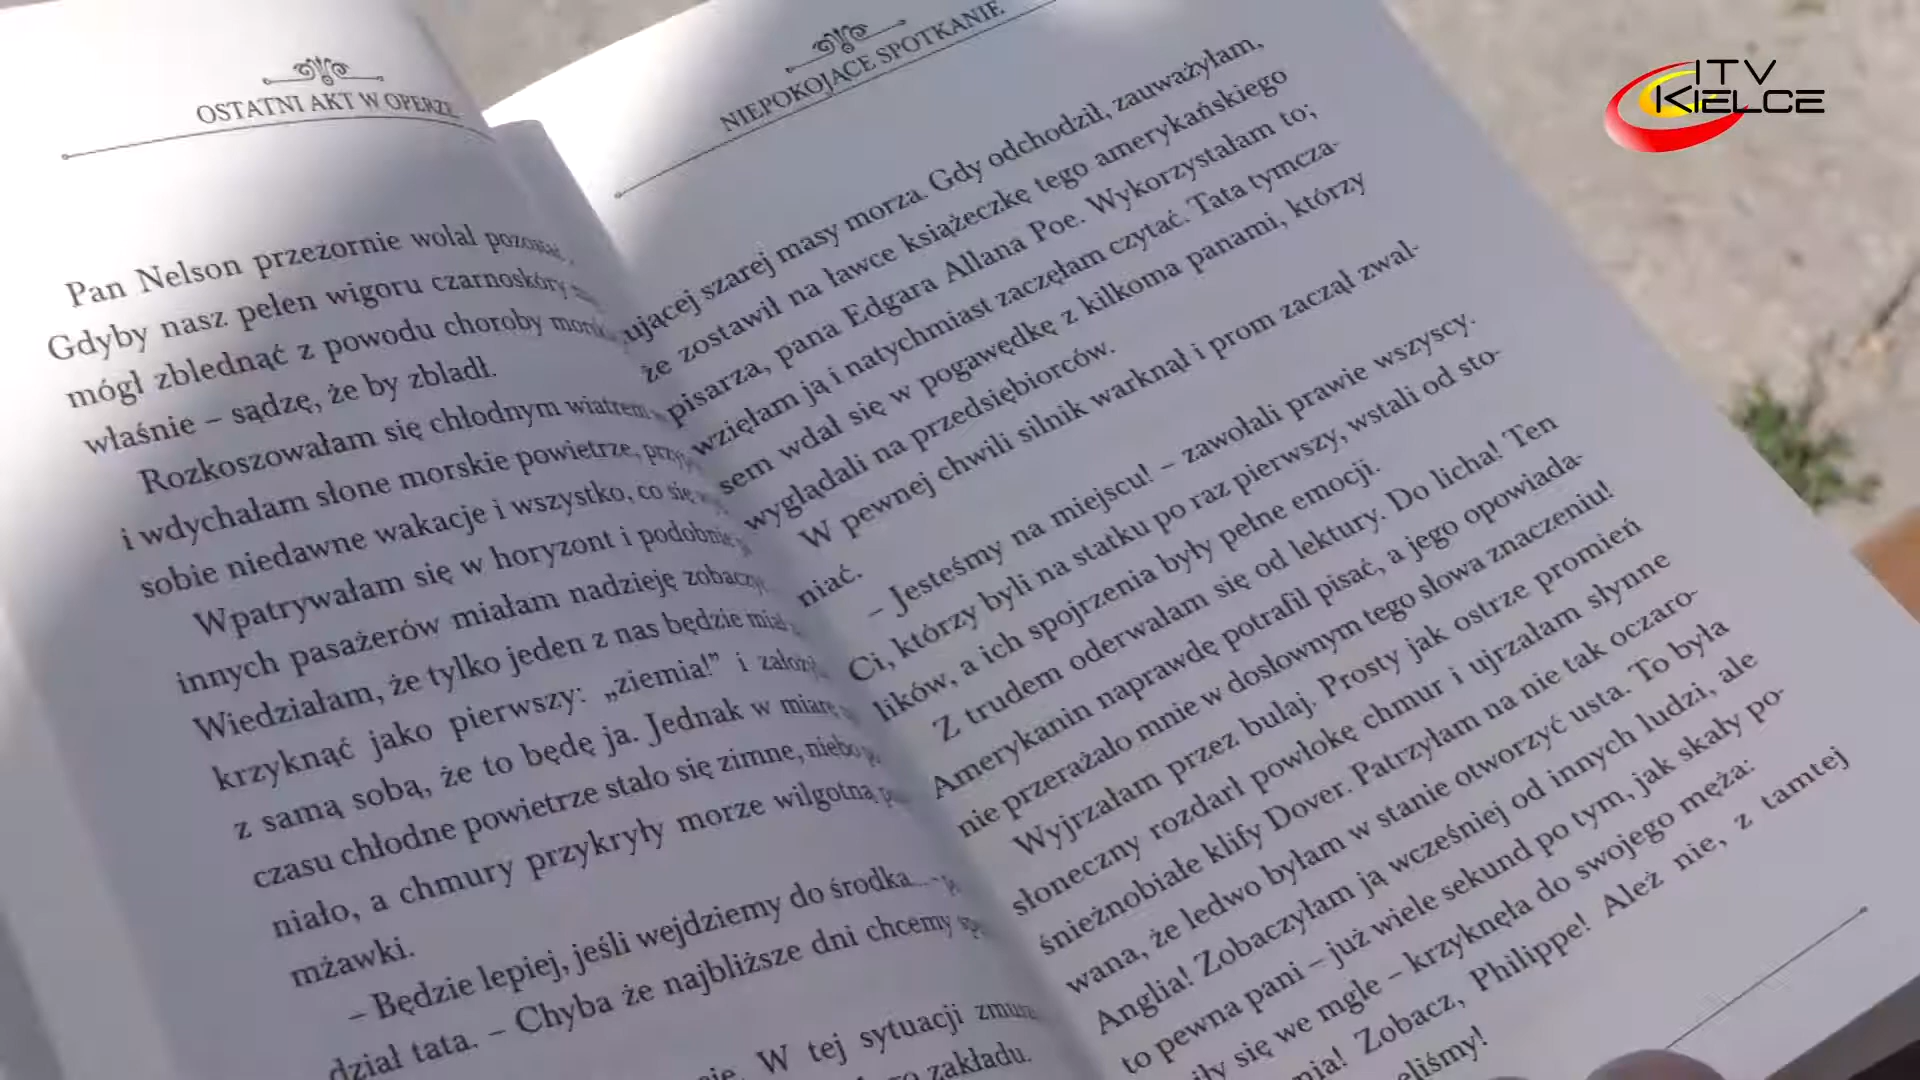 OSTATNI AKT W OPERZE
Pan Nelson przezornie wolał
Gdyby nasz pełen wigoru czarnoskóry
mógł zblednąć z powodu choroby
właśnie – sądzę, że by zbladł.
Rozkoszowałam się chłodnym wiatrem
i wdychałam słone morskie powietrze,
sobie niedawne wakacje i wszystko, co się
Wpatrywałam się w horyzont i podobnie
innych pasażerów miałam nadzieję
Wiedziałam, że tylko jeden z nas będzie miał
krzyknąć jako pierwszy: „ziemia!” i
z samą sobą, że to będę ja. Jednak w miarę
czasu chłodne powietrze stało się zimne, niebo
niało, a chmury przykryły morze wilgotną
mżawki.
– Będzie lepiej, jeśli wejdziemy do środka... –
dział tata. – Chyba że najbliższe dni chcemy
W tej sytuacji
zakładu.
NIEPOKOJĄCE SPOTKANIE
ującej szarej masy morza. Gdy odchodził, zauważyłam,
że zostawił na ławce książeczkę tego amerykańskiego
pisarza, pana Edgara Allana Poe. Wykorzystałam to;
wzięłam ją i natychmiast zaczęłam czytać. Tata tymcza-
sem wdał się w pogawędkę z kilkoma panami, którzy
wyglądali na przedsiębiorców.
W pewnej chwili silnik warknął i prom zaczął zwal-
niać.
– Jesteśmy na miejscu! – zawołali prawie wszyscy.
Ci, którzy byli na statku po raz pierwszy, wstali od sto-
lików, a ich spojrzenia były pełne emocji.
Z trudem oderwałam się od lektury. Do licha! Ten
Amerykanin naprawdę potrafił pisać, a jego opowiada-
nie przerażało mnie w dosłownym tego słowa znaczeniu!
Wyjrzałam przez bulaj. Prosty jak ostrze promień
słoneczny rozdarł powłokę chmur i ujrzałam słynne
śnieżnobiałe klify Dover. Patrzyłam na nie tak oczaro-
wana, że ledwo byłam w stanie otworzyć usta. To była
Anglia! Zobaczyłam ją wcześniej od innych ludzi, ale
to pewna pani – już wiele sekund po tym, jak skały po-
iły się we mgle – krzyknęła do swojego męża:
nia! Zobacz, Philippe! Ależ nie, z tamtej
eliśmy!
ITV
KIELCE